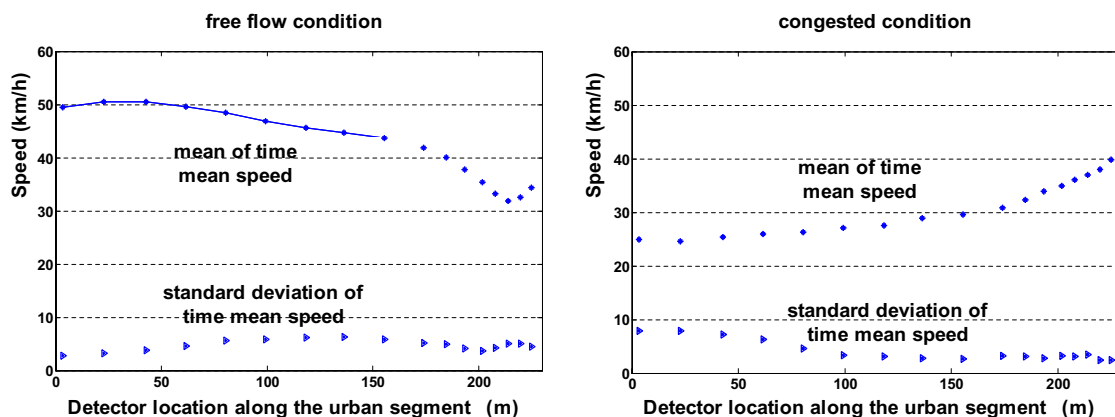 free flow condition
60
50
40
30
20
10
0
Speed (km/h)
mean of time
mean speed
standard deviation of
time mean speed
0 50 100 150 200
Detector location along the urban segment (m)
congested condition
60
50
40
30
20
10
0
Speed (km/h)
mean of time
mean speed
standard deviation of
time mean speed
0 50 100 150 200
Detector location along the urban segment (m)